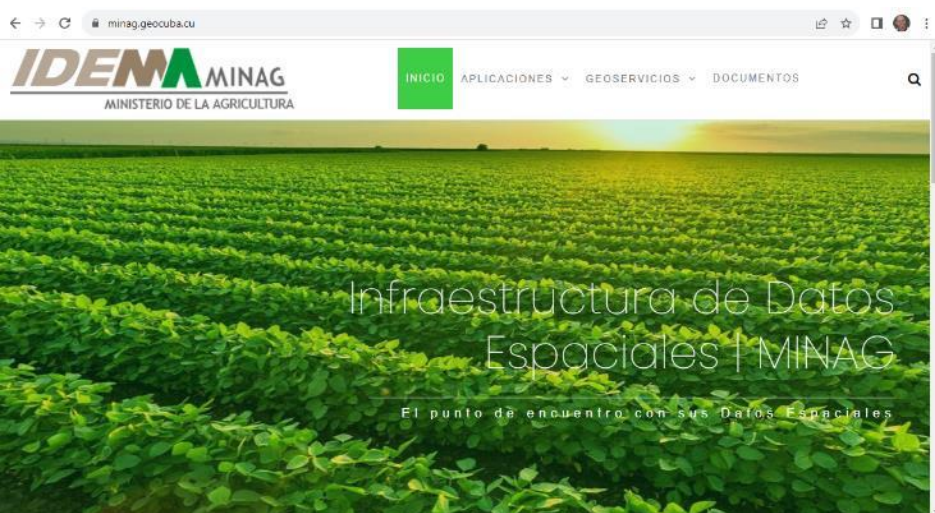 minag.geocuba.cu
IDEMA MINAG
MINISTERIO DE LA AGRICULTURA
INICIO APLICACIONES GEOSERVICIOS DOCUMENTOS
Infraestructura de Datos
Espaciales | MINAG
El punto de encuentro con sus Datos Espaciales